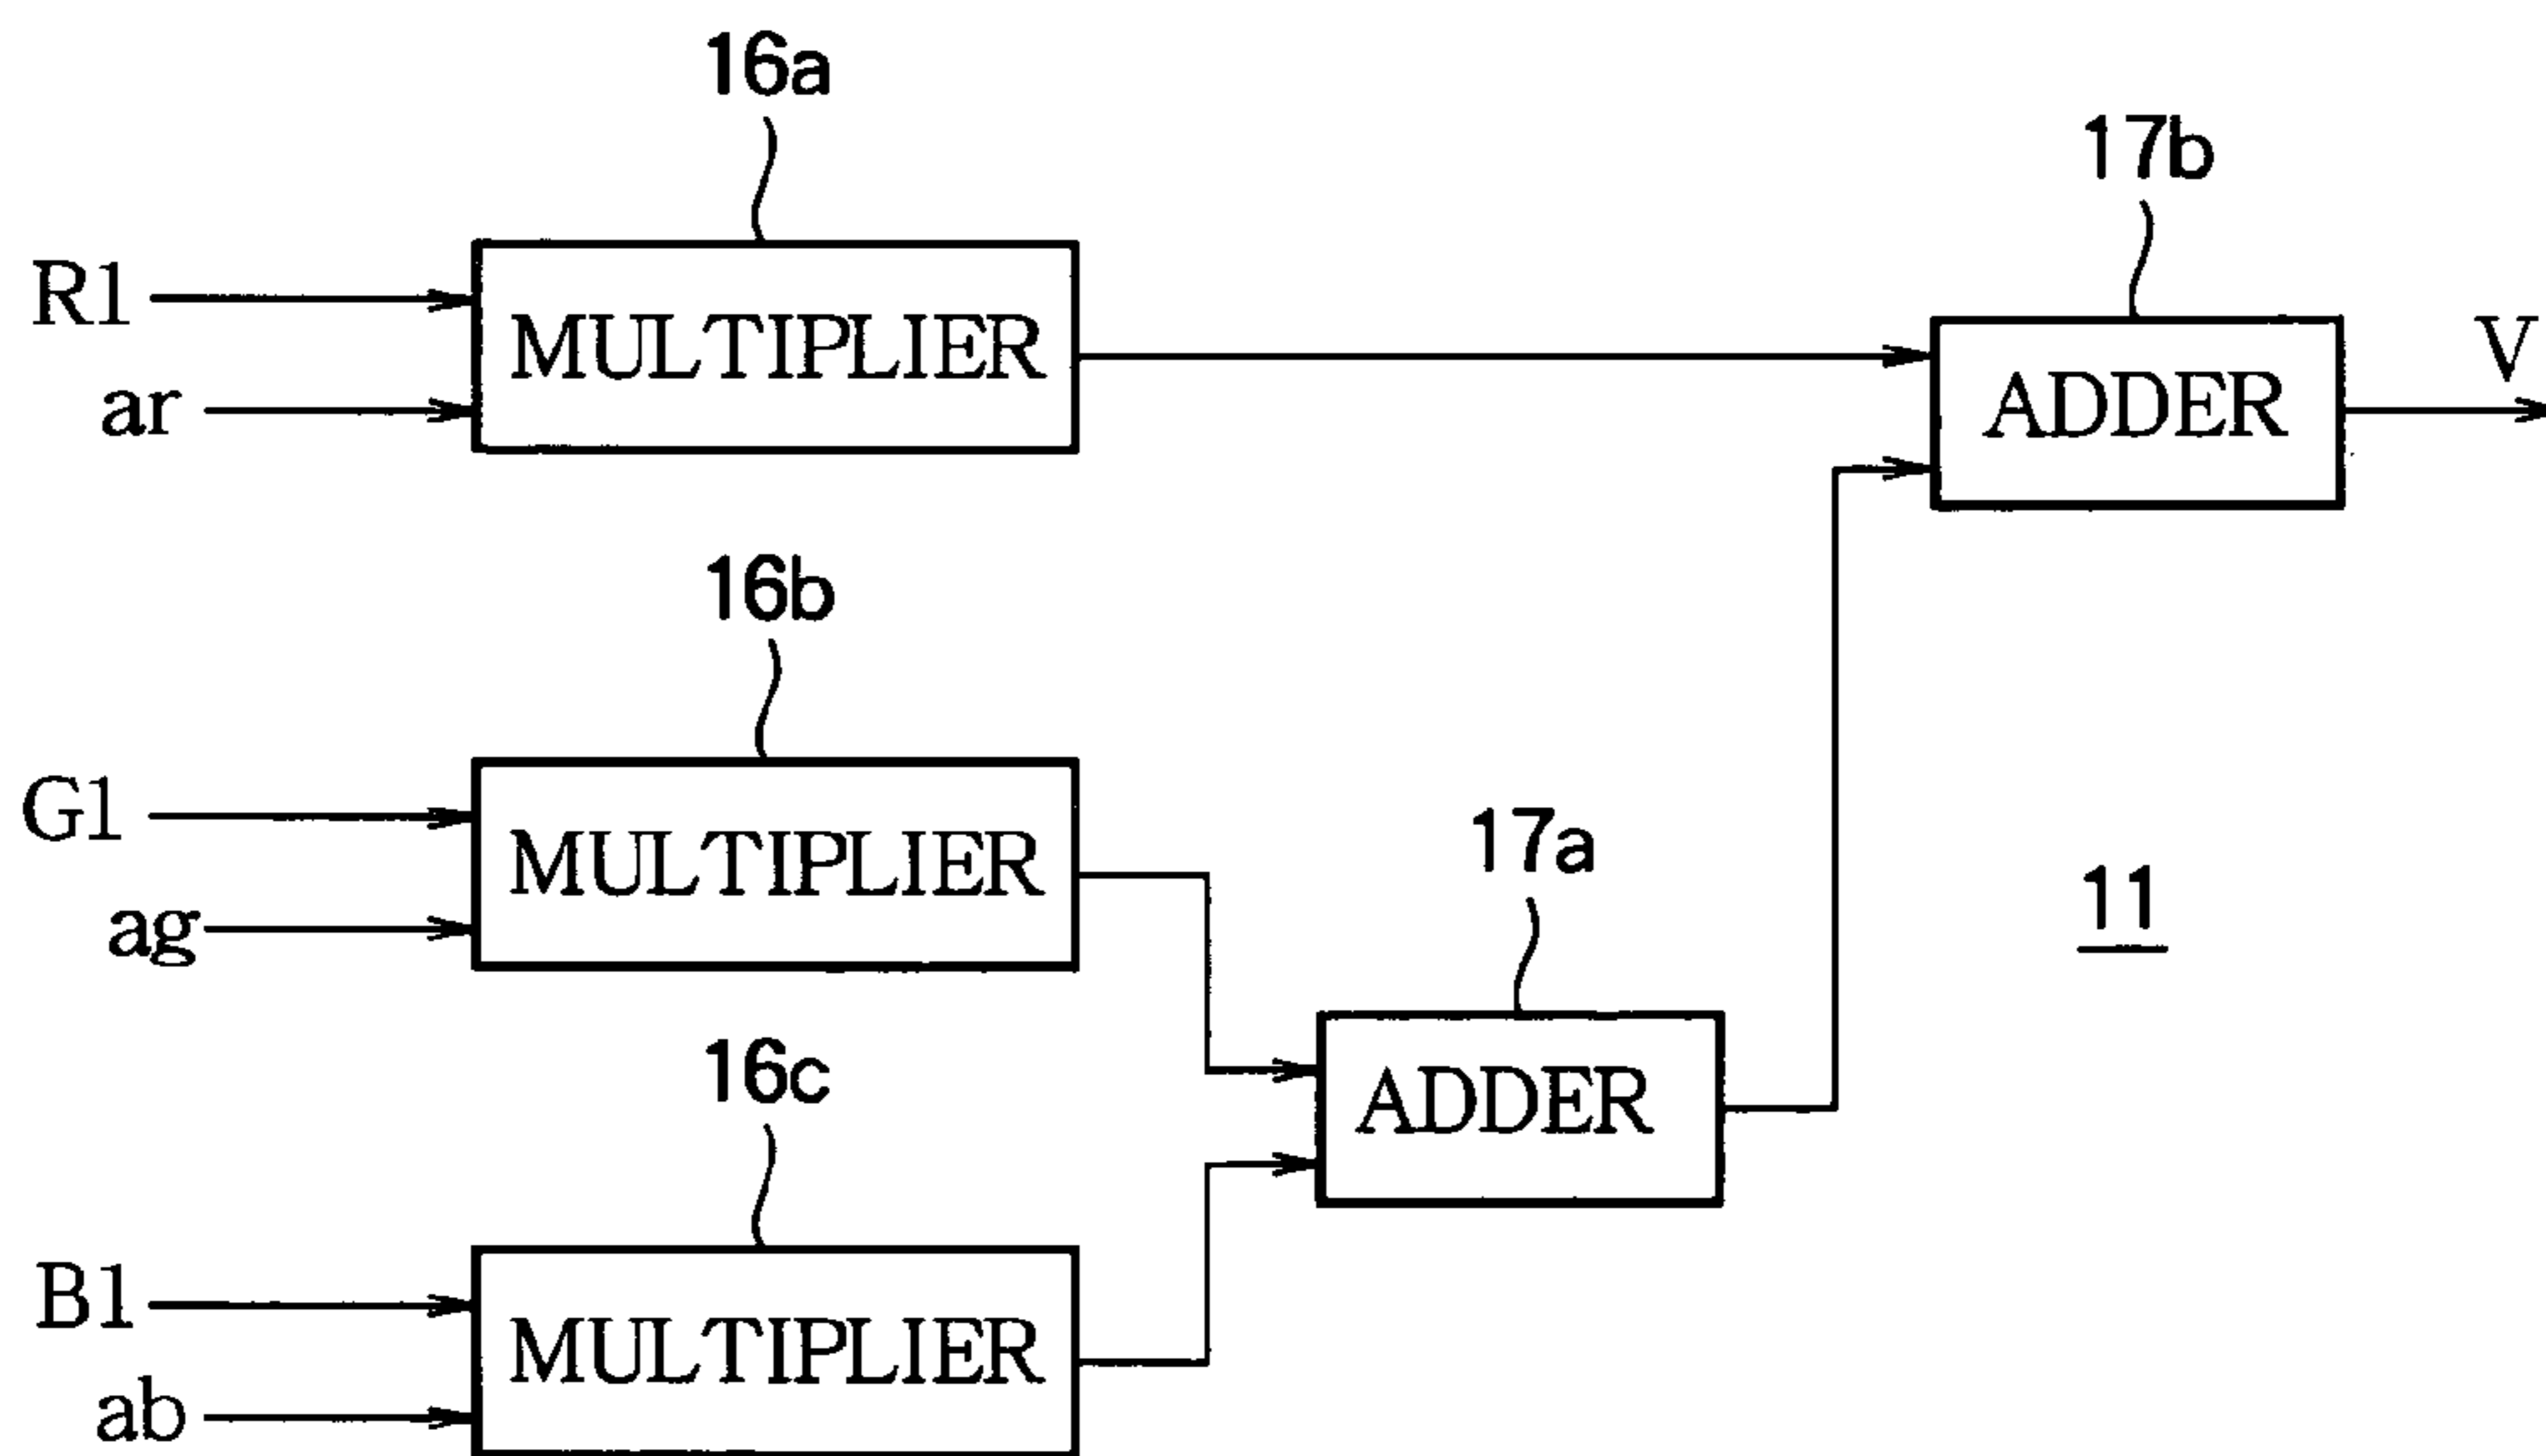 16a
17b
R1
MULTIPLIER
V
ar
ADDER
16b
G1
MULTIPLIER
17a
ag
11
16c
ADDER
B1
MULTIPLIER
ab